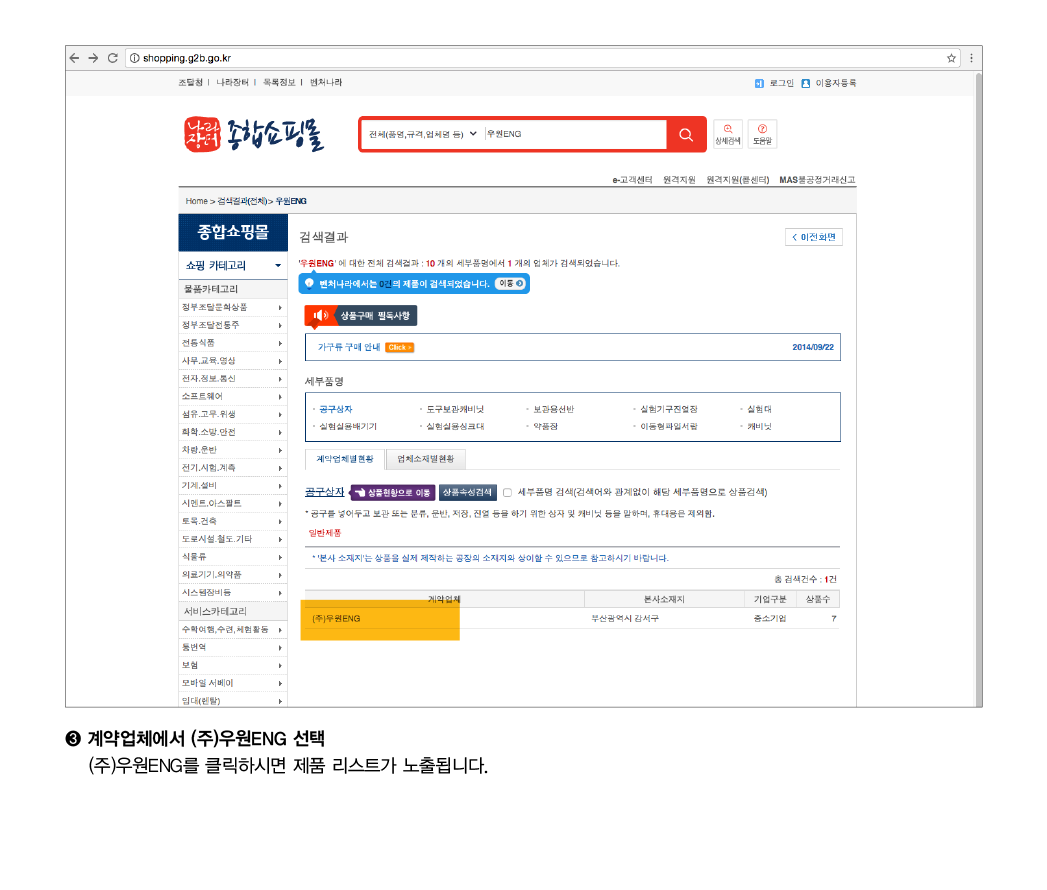 shopping.g2b.go.kr
조달청 | 나라장터 | 목록정보 | 벤처나라
로그인 이용자등록
나라장터 종합쇼핑몰
전체(품명,규격,업체명 등) 우원ENG
상세검색 도움말
e-고객센터 원격지원 원격지원(콜센터) MAS불공정거래신고
Home > 검색결과(전체) > 우원ENG
종합쇼핑몰
쇼핑 카테고리
물품카테고리
정부조달문화상품
정부조달전통주
전통식품
사무,교육,영상
전자,정보,통신
소프트웨어
섬유.고무.위생
화학.소방.안전
차량.운반
전기.시험.계측
기계.설비
시멘트.아스팔트
토목.건축
도로시설.철도.기타
식물류
의료기기,의약품
시스템장비등
서비스카테고리
수학여행,수련,체험활동
통번역
보험
모바일 서베이
임대(렌탈)
검색결과
이전화면
'우원ENG' 에 대한 전체 검색결과 : 10 개의 세부품명에서 1 개의 업체가 검색되었습니다.
벤처나라에서는 0건의 제품이 검색되었습니다. 이동
상품구매 필독사항
가구류 구매 안내 Click 2014/09/22
세부품명
· 공구상자 · 도구보관캐비닛 · 보관용선반 · 실험기구진열장 · 실험대
· 실험실용배기기 · 실험실용싱크대 · 약품장 · 이동형파일서랍 · 캐비닛
계약업체별현황 업체소재별현황
공구상자 상품현황으로 이동 상품속성검색 세부품명 검색(검색어와 관계없이 해당 세부품명으로 상품검색)
* 공구를 넣어두고 보관 또는 분류, 운반, 저장, 진열 등을 하기 위한 상자 및 캐비닛 등을 말하며, 휴대용은 제외함.
일반제품
* '본사 소재지'는 상품을 실제 제작하는 공장의 소재지와 상이할 수 있으므로 참고하시기 바랍니다.
총 검색건수 : 1건
계약업체 본사소재지 기업구분 상품수
(주)우원ENG 부산광역시 강서구 중소기업 7
❸ 계약업체에서 (주)우원ENG 선택
(주)우원ENG를 클릭하시면 제품 리스트가 노출됩니다.